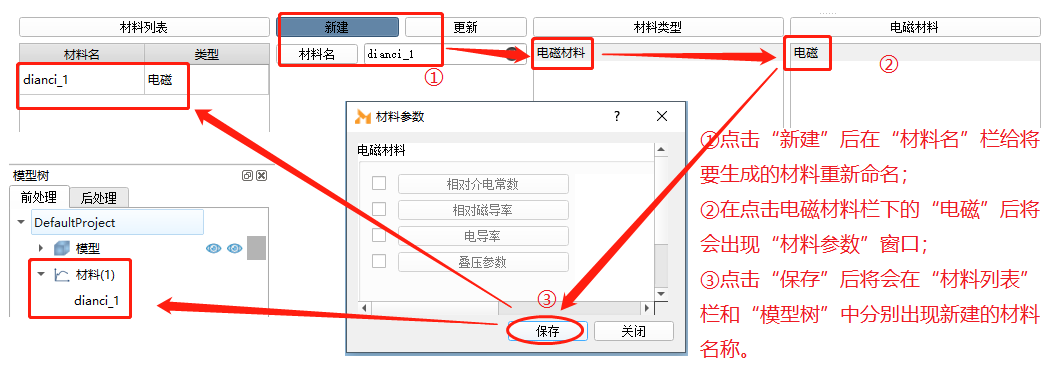 材料列表
新建
更新
材料类型
电磁材料
材料名
类型
材料名
dianci_1
电磁材料
电磁
dianci_1
电磁
①
②
材料参数
?
电磁材料
相对介电常数
相对磁导率
电导率
叠压参数
③
保存
关闭
模型树
前处理
后处理
DefaultProject
模型
材料(1)
dianci_1
①点击“新建”后在“材料名”栏给将
要生成的材料重新命名；
②在点击电磁材料栏下的“电磁”后将
会出现“材料参数”窗口；
③点击“保存”后将会在“材料列表”
栏和“模型树”中分别出现新建的材料
名称。